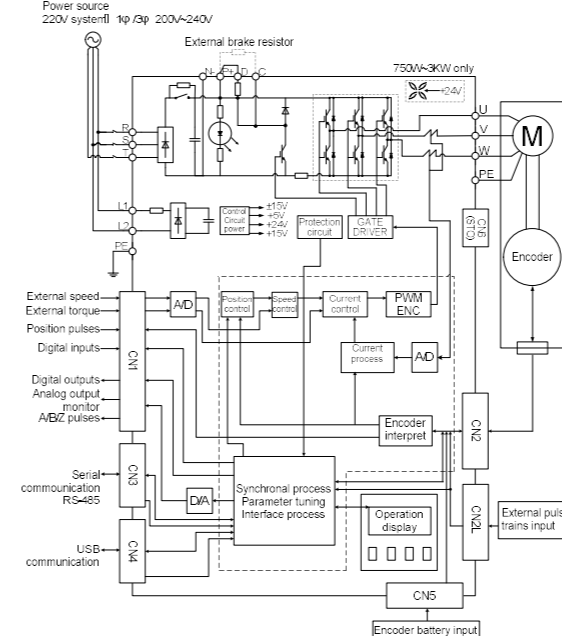 Power source
220V systemII 1φ /3φ 200V~240V
External brake resistor
N- P+ D C
750W~3KW only
+24V
R
S
T
U
V
W
M
PE
L1
L2
PE
Control
Circuit
power
±15V
+5V
+24V
+15V
Protection
circuit
GATE
DRIVER
CN6
(STO)
Encoder
External speed
External torque
Position pulses
Digital inputs
Digital outputs
Analog output
monitor
A/B/Z pulses
CN1
A/D
Position
control
Speed
control
Current
control
PWM
ENC
Current
process
A/D
Encoder
interpret
CN2
Serial
communication
RS-485
CN3
D/A
Synchronal process
Parameter tuning
Interface process
Operation
display
CN2L
External puls
trains input
USB
communication
CN4
CN5
Encoder battery input